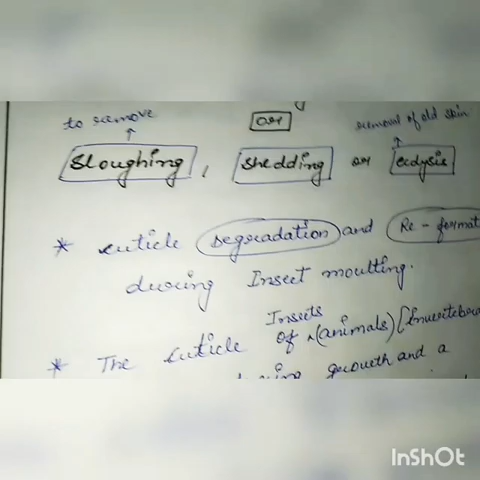 or
to remove
removal of old skin
Sloughing, shedding or ecdysis
* cuticle degradation and Re-format
during Insect moulting.
Insects
* The cuticle of (animals) [invertebra
growth and a
InShOt